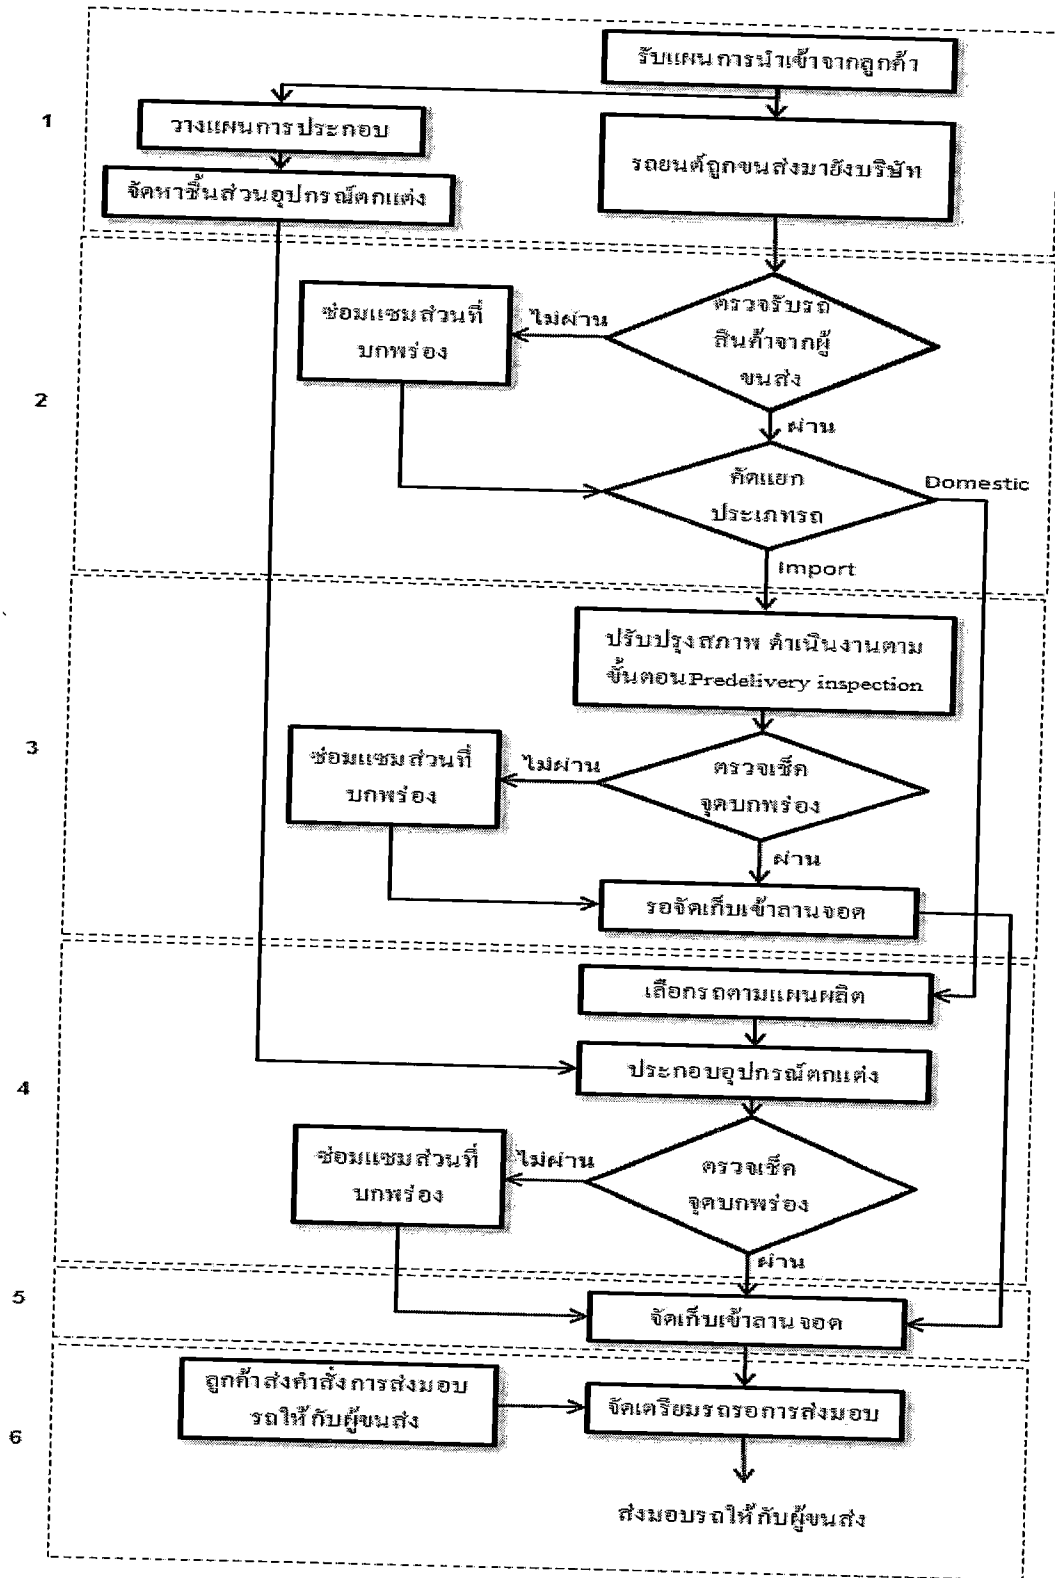 รับแผนการนำเข้าจากลูกค้า
1
วางแผนการประกอบ
รถยนต์ถูกขนส่งมายังบริษัท
จัดหาชิ้นส่วนอุปกรณ์ตกแต่ง
ซ่อมแซมส่วนที่
บกพร่อง
ไม่ผ่าน
ตรวจรับรถ
สินค้าจากผู้
ขนส่ง
2
ผ่าน
คัดแยก
ประเภทรถ
Domestic
Import
ปรับปรุงสภาพ ดำเนินงานตาม
ขั้นตอนPredelivery inspection
3
ซ่อมแซมส่วนที่
บกพร่อง
ไม่ผ่าน
ตรวจเช็ค
จุดบกพร่อง
ผ่าน
รอจัดเก็บเข้าลานจอด
เลือกรถตามแผนผลิต
4
ประกอบอุปกรณ์ตกแต่ง
ซ่อมแซมส่วนที่
บกพร่อง
ไม่ผ่าน
ตรวจเช็ค
จุดบกพร่อง
ผ่าน
5
จัดเก็บเข้าลานจอด
ลูกค้าส่งคำสั่งการส่งมอบ
รถให้กับผู้ขนส่ง
จัดเตรียมรถรอการส่งมอบ
6
ส่งมอบรถให้กับผู้ขนส่ง